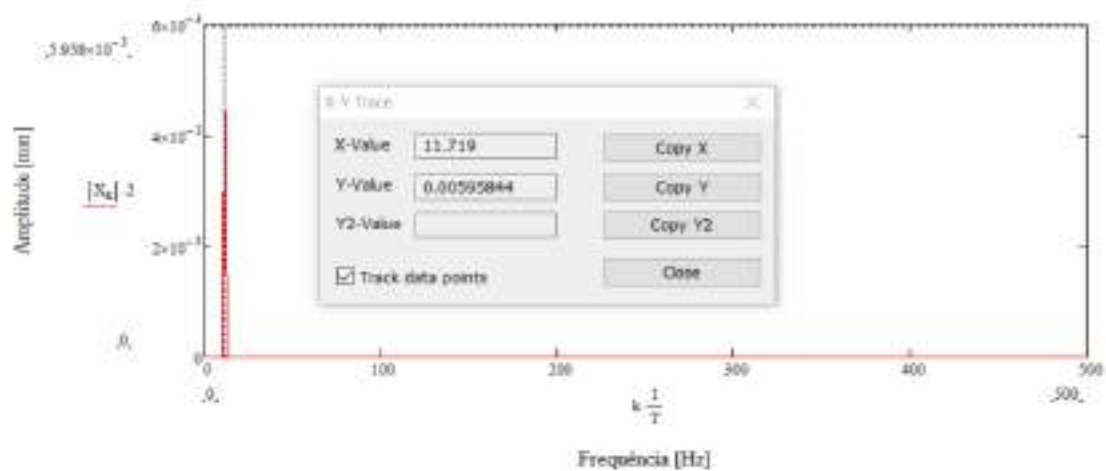 6×10⁻³
5.958×10⁻³
X-Y Trace
X-Value 11.719 Copy X
4×10⁻³
Y-Value 0.00595844 Copy Y
|Xₖ|·2
Amplitude [mm]
Y2-Value Copy Y2
2×10⁻³
Track data points Close
0
0
0 100 200 300 400 500
0 k·1/T 500
Frequência [Hz]